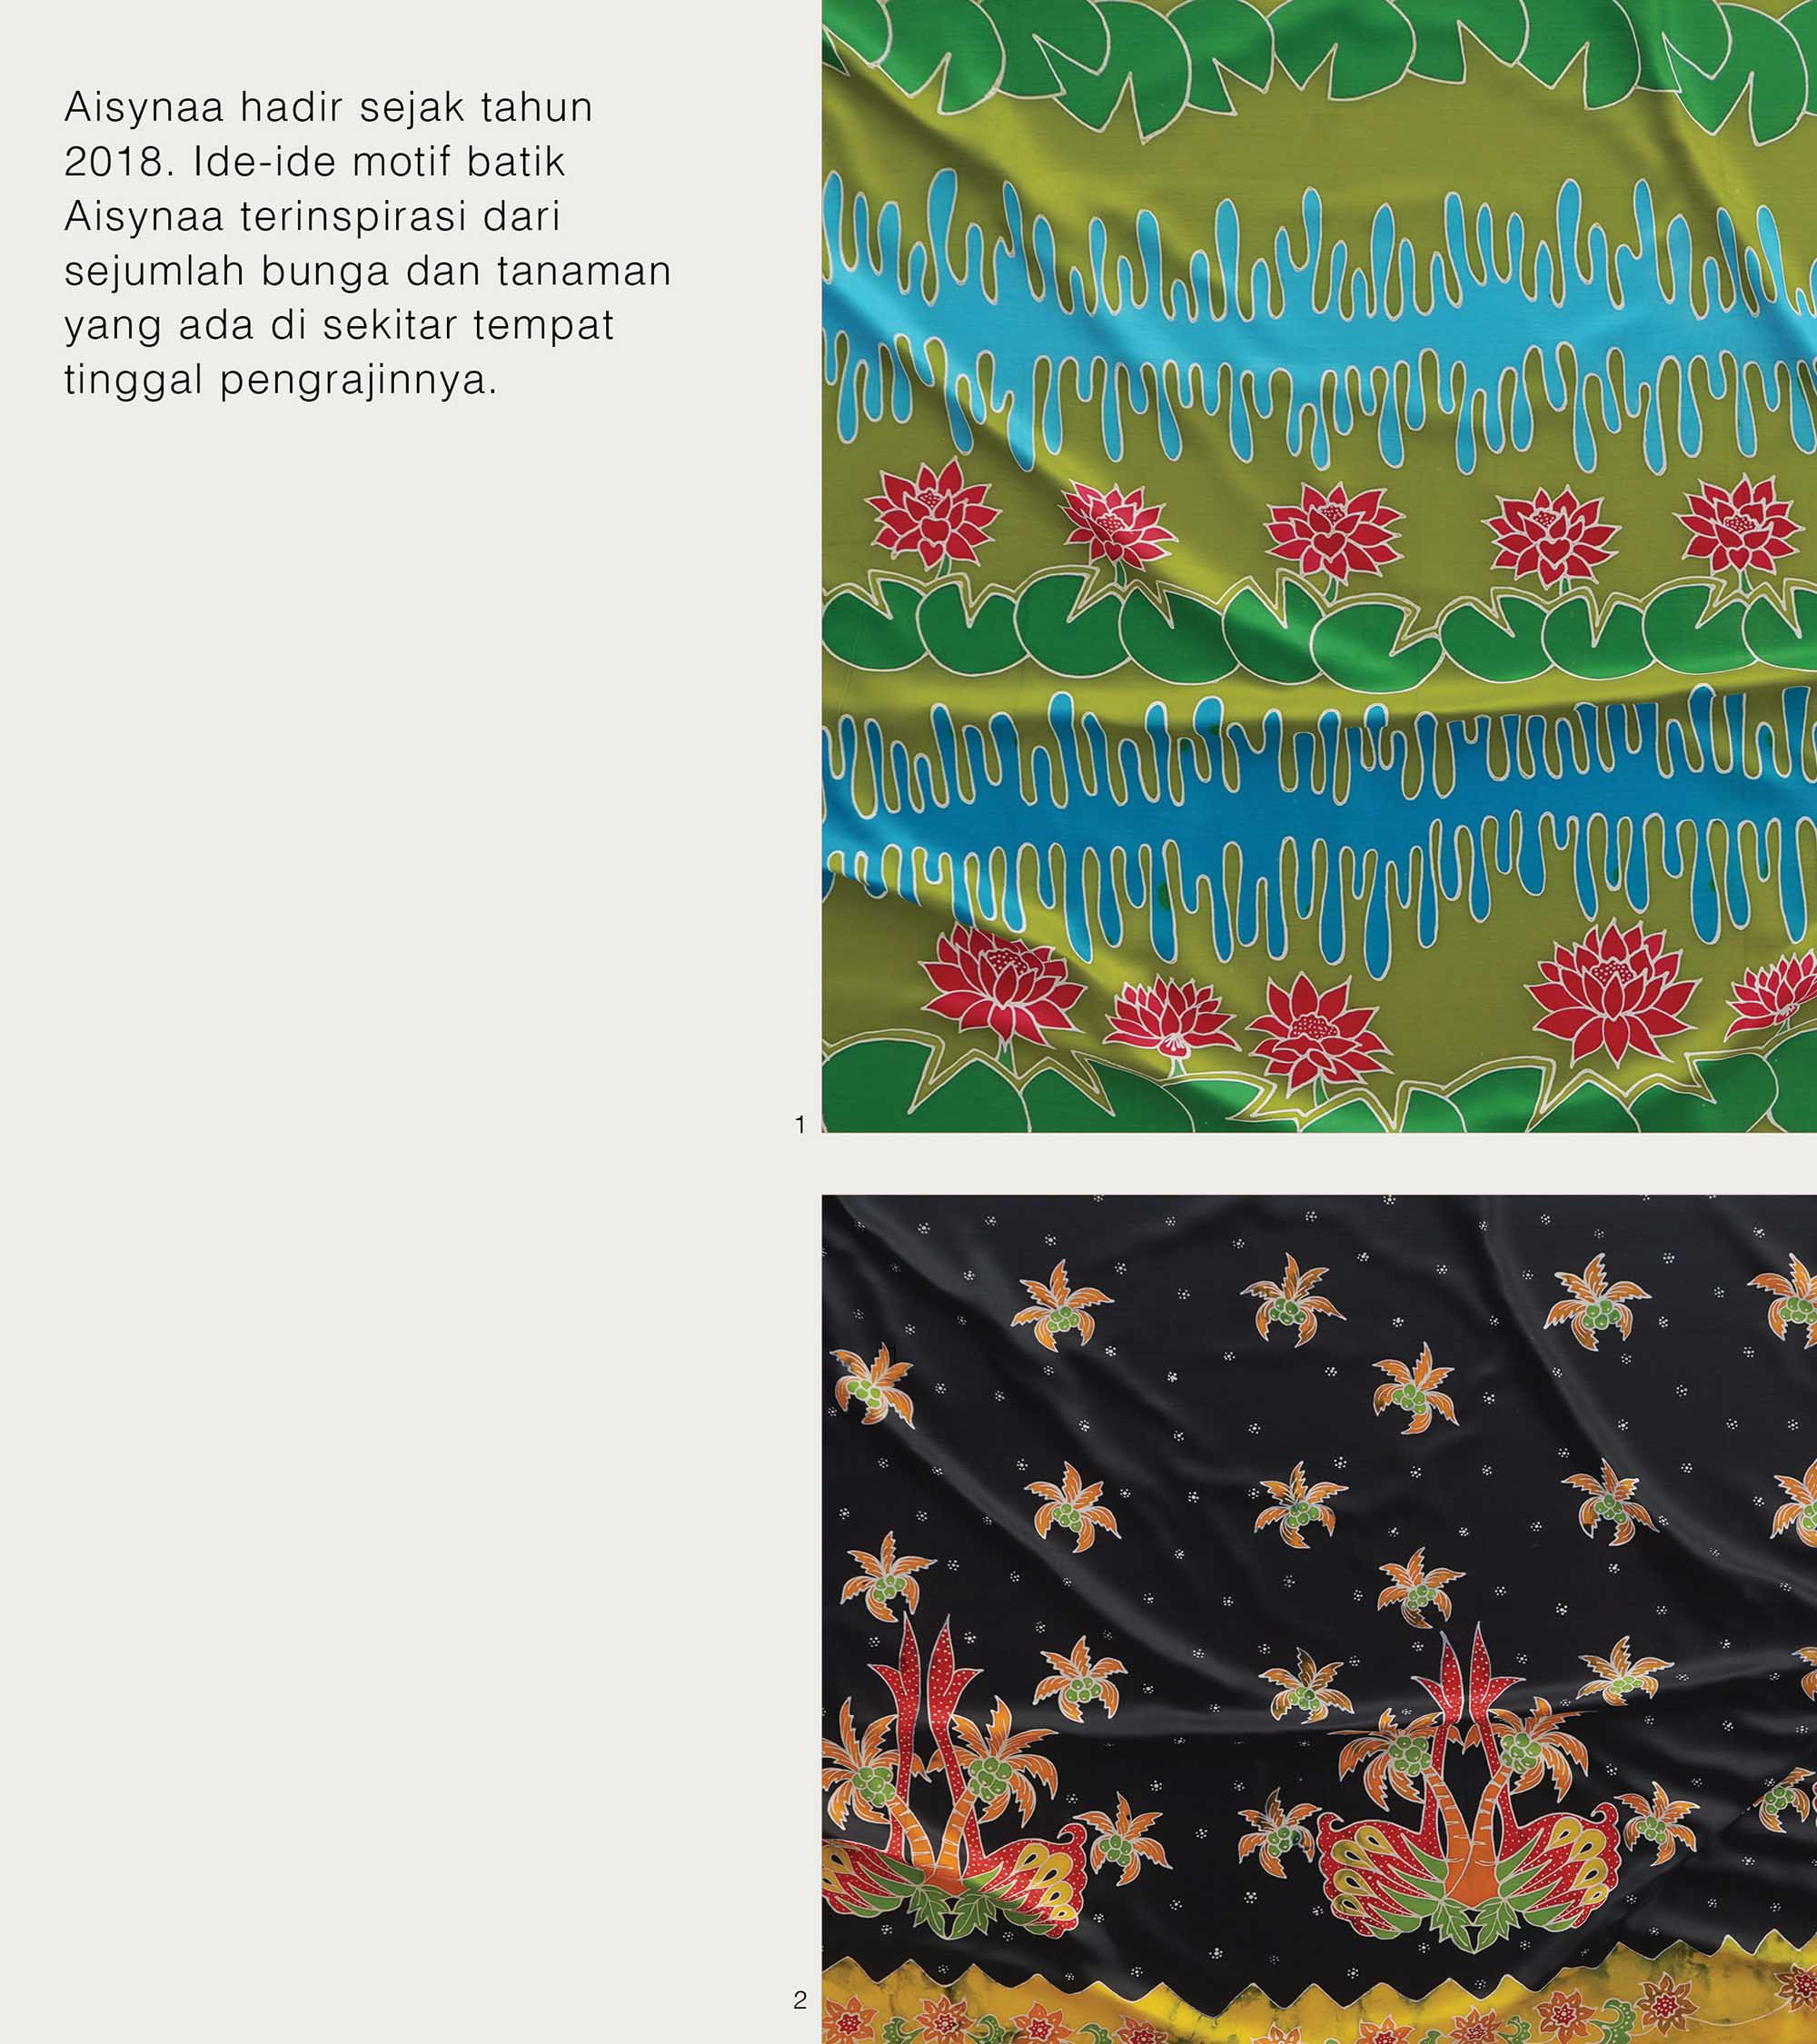 Aisynaa hadir sejak tahun
2018. Ide-ide motif batik
Aisynaa terinspirasi dari
sejumlah bunga dan tanaman
yang ada di sekitar tempat
tinggal pengrajinnya.
1
2